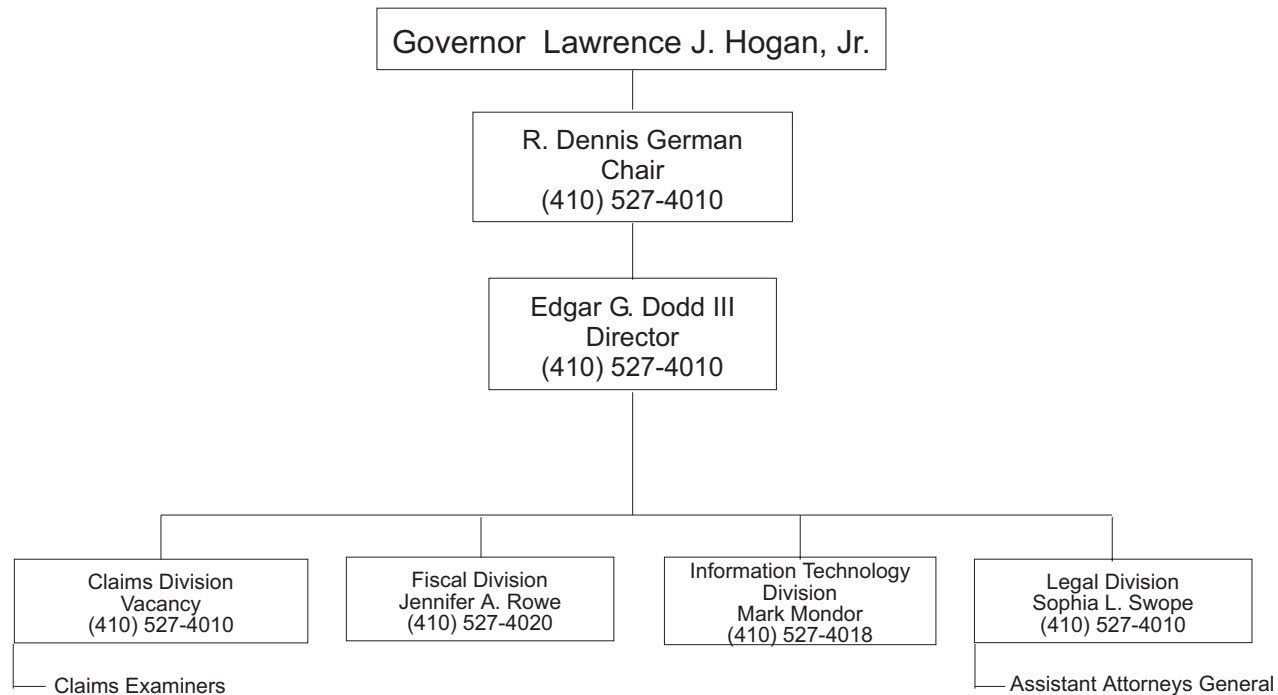 Governor Lawrence J. Hogan, Jr.
R. Dennis German
Chair
(410) 527-4010
Edgar G. Dodd III
Director
(410) 527-4010
Claims Division
Vacancy
(410) 527-4010
Fiscal Division
Jennifer A. Rowe
(410) 527-4020
Information Technology
Division
Mark Mondor
(410) 527-4018
Legal Division
Sophia L. Swope
(410) 527-4010
Claims Examiners
Assistant Attorneys General